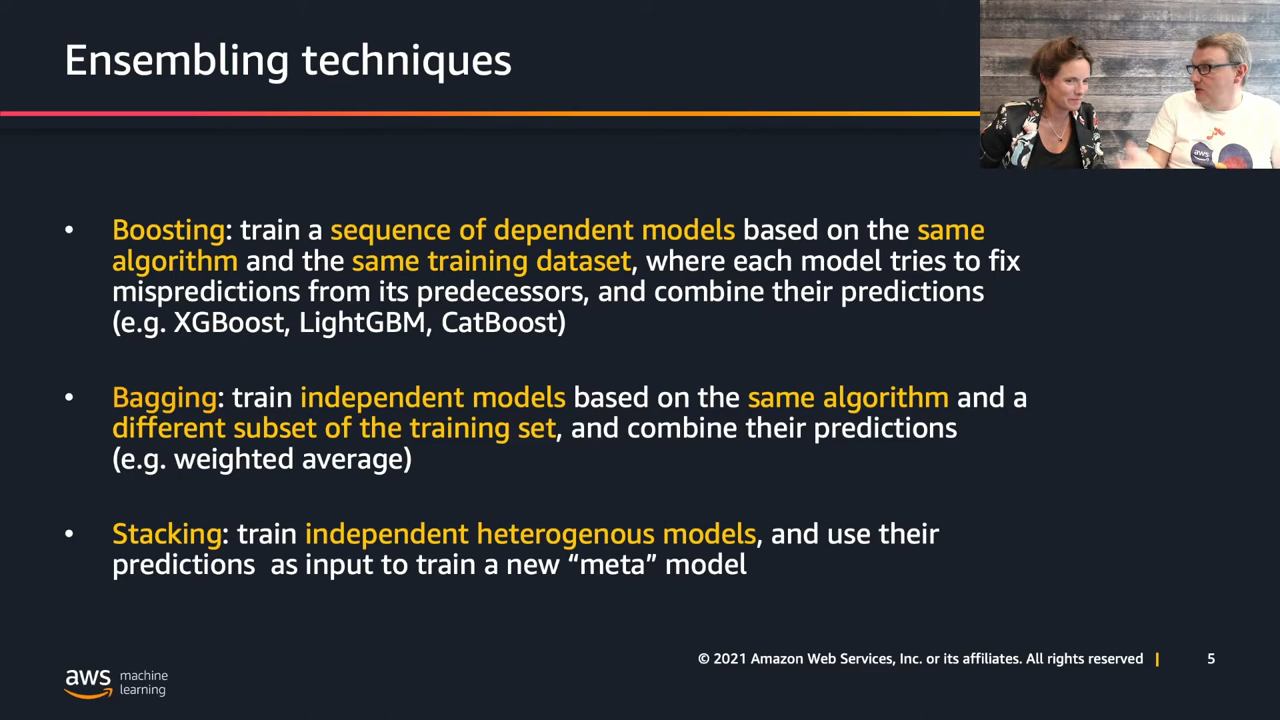 Ensembling techniques
• Boosting: train a sequence of dependent models based on the same
algorithm and the same training dataset, where each model tries to fix
mispredictions from its predecessors, and combine their predictions
(e.g. XGBoost, LightGBM, CatBoost)
• Bagging: train independent models based on the same algorithm and a
different subset of the training set, and combine their predictions
(e.g. weighted average)
• Stacking: train independent heterogenous models, and use their
predictions  as input to train a new “meta” model
© 2021 Amazon Web Services, Inc. or its affiliates. All rights reserved |
5
aws machine
learning
aws